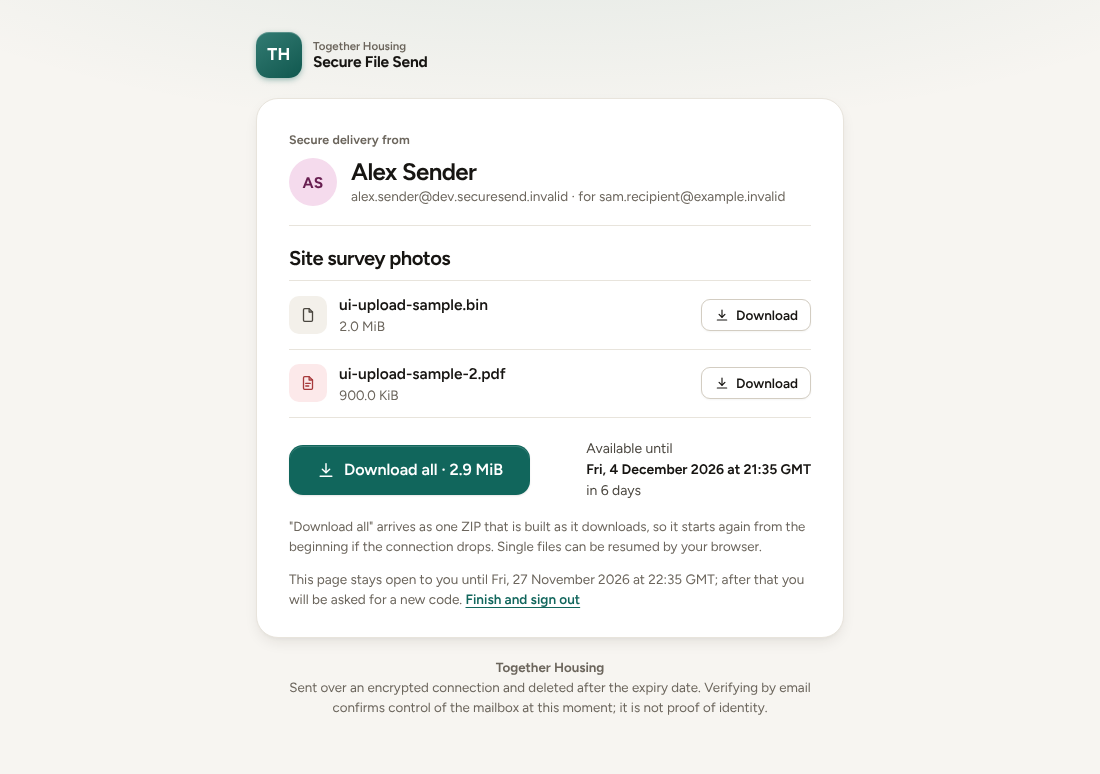 TH
Together Housing
Secure File Send
Secure delivery from
AS
Alex Sender
alex.sender@dev.securesend.invalid · for sam.recipient@example.invalid
Site survey photos
ui-upload-sample.bin
2.0 MiB
Download
ui-upload-sample-2.pdf
900.0 KiB
Download
Download all · 2.9 MiB
Available until
Fri, 4 December 2026 at 21:35 GMT
in 6 days
"Download all" arrives as one ZIP that is built as it downloads, so it starts again from the
beginning if the connection drops. Single files can be resumed by your browser.
This page stays open to you until Fri, 27 November 2026 at 22:35 GMT; after that you
will be asked for a new code. Finish and sign out
Together Housing
Sent over an encrypted connection and deleted after the expiry date. Verifying by email
confirms control of the mailbox at this moment; it is not proof of identity.